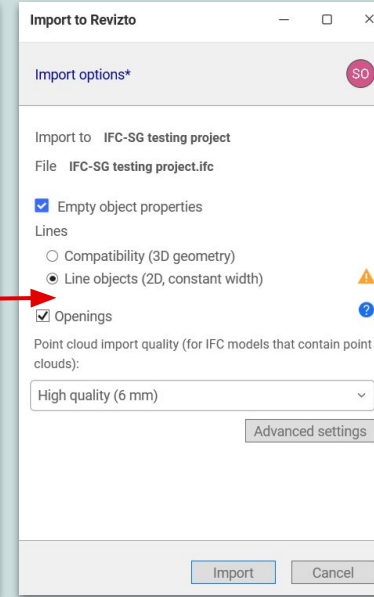 Import to Revizto
Import options*
SO
Import to IFC-SG testing project
File IFC-SG testing project.ifc
Empty object properties
Lines
Compatibility (3D geometry)
Line objects (2D, constant width)
Openings
?
Point cloud import quality (for IFC models that contain point
clouds):
High quality (6 mm)
Advanced settings
Import
Cancel